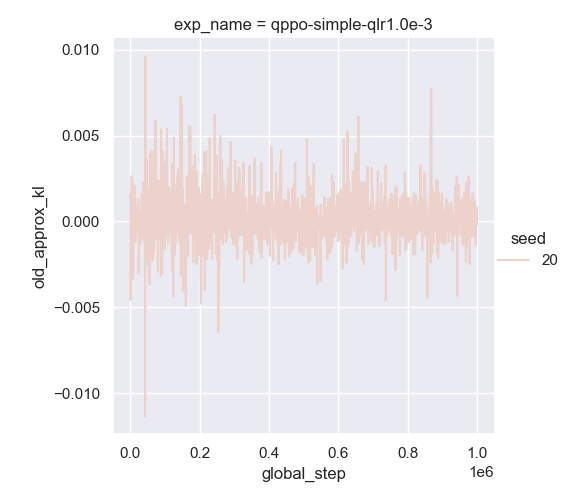 exp_name = qppo-simple-qlr1.0e-3
0.010
0.005
0.000
−0.005
−0.010
old_approx_kl
0.0 0.2 0.4 0.6 0.8 1.0
1e6
global_step
seed
20